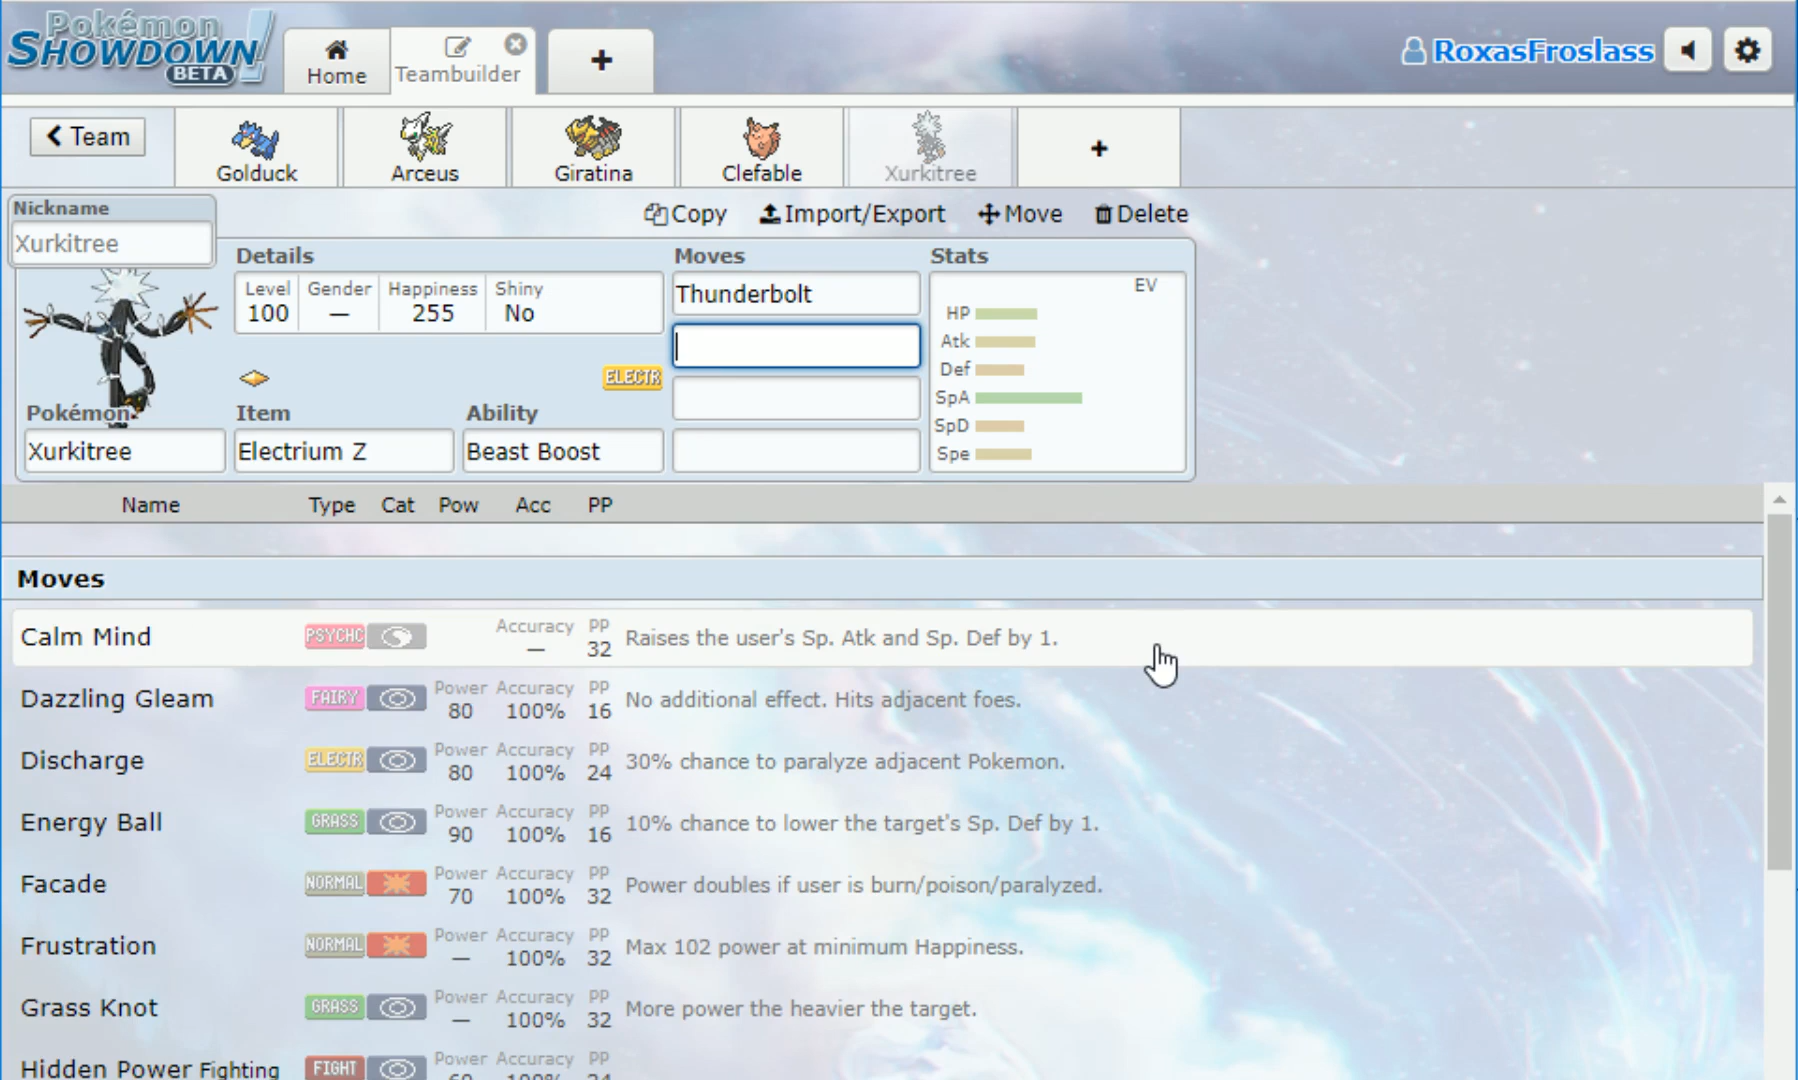 Pokémon
SHOWDOWN!
BETA
Home
Teambuilder
+
RoxasFroslass
Team
Golduck
Arceus
Giratina
Clefable
Xurkitree
+
Nickname
Xurkitree
Copy
Import/Export
Move
Delete
Details
Moves
Stats
Level Gender Happiness Shiny
100 — 255 No
Thunderbolt
EV
HP
Atk
Def
SpA
SpD
Spe
ELECTR
Pokémon
Item
Ability
Xurkitree
Electrium Z
Beast Boost
Name Type Cat Pow Acc PP
Moves
Calm Mind PSYCHC Accuracy — PP 32 Raises the user's Sp. Atk and Sp. Def by 1.
Dazzling Gleam FAIRY Power 80 Accuracy 100% PP 16 No additional effect. Hits adjacent foes.
Discharge ELECTR Power 80 Accuracy 100% PP 24 30% chance to paralyze adjacent Pokemon.
Energy Ball GRASS Power 90 Accuracy 100% PP 16 10% chance to lower the target's Sp. Def by 1.
Facade NORMAL Power 70 Accuracy 100% PP 32 Power doubles if user is burn/poison/paralyzed.
Frustration NORMAL Power — Accuracy 100% PP 32 Max 102 power at minimum Happiness.
Grass Knot GRASS Power — Accuracy 100% PP 32 More power the heavier the target.
Hidden Power Fighting FIGHT Power Accuracy PP